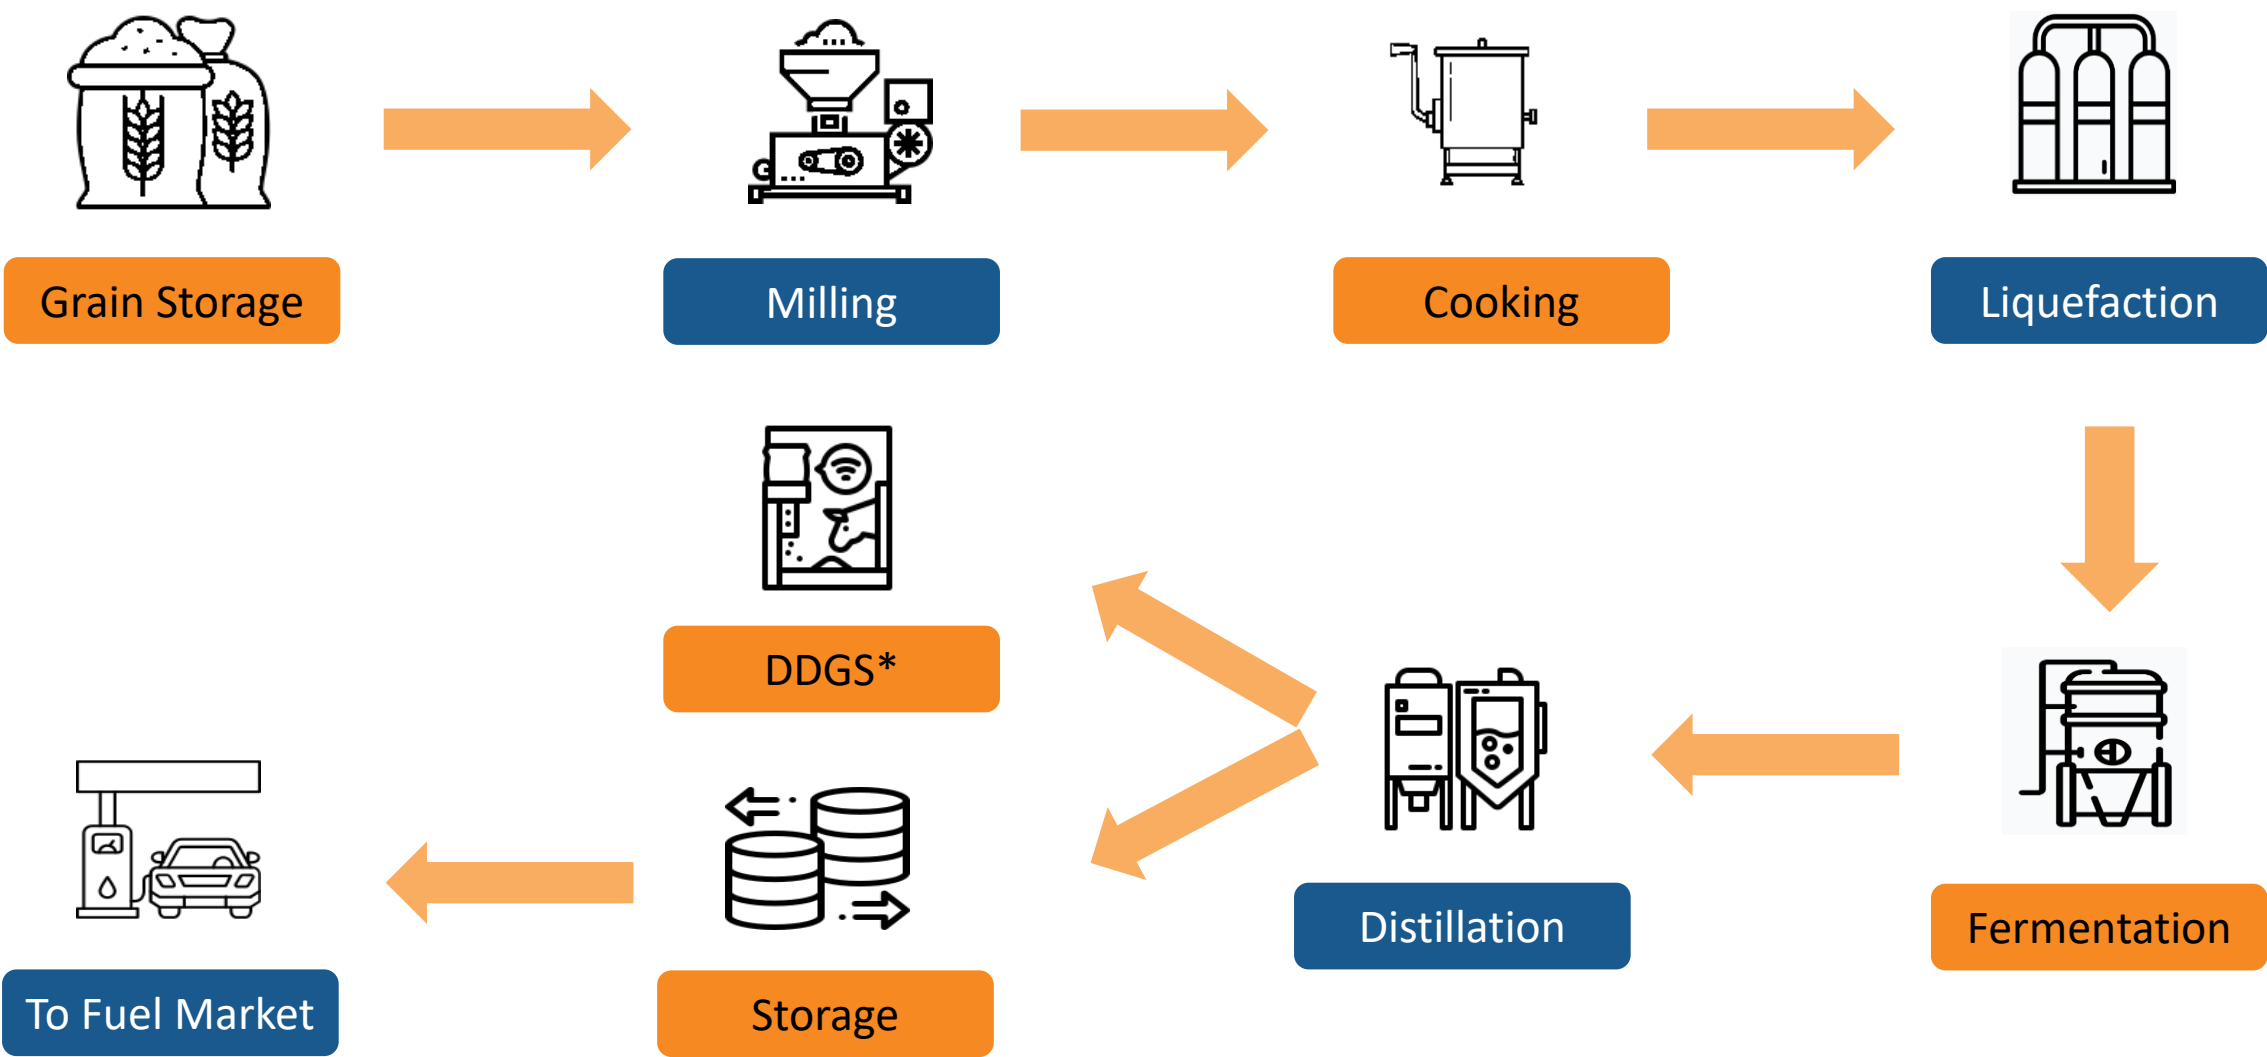 Grain Storage
Milling
Cooking
Liquefaction
DDGS*
Distillation
Fermentation
To Fuel Market
Storage